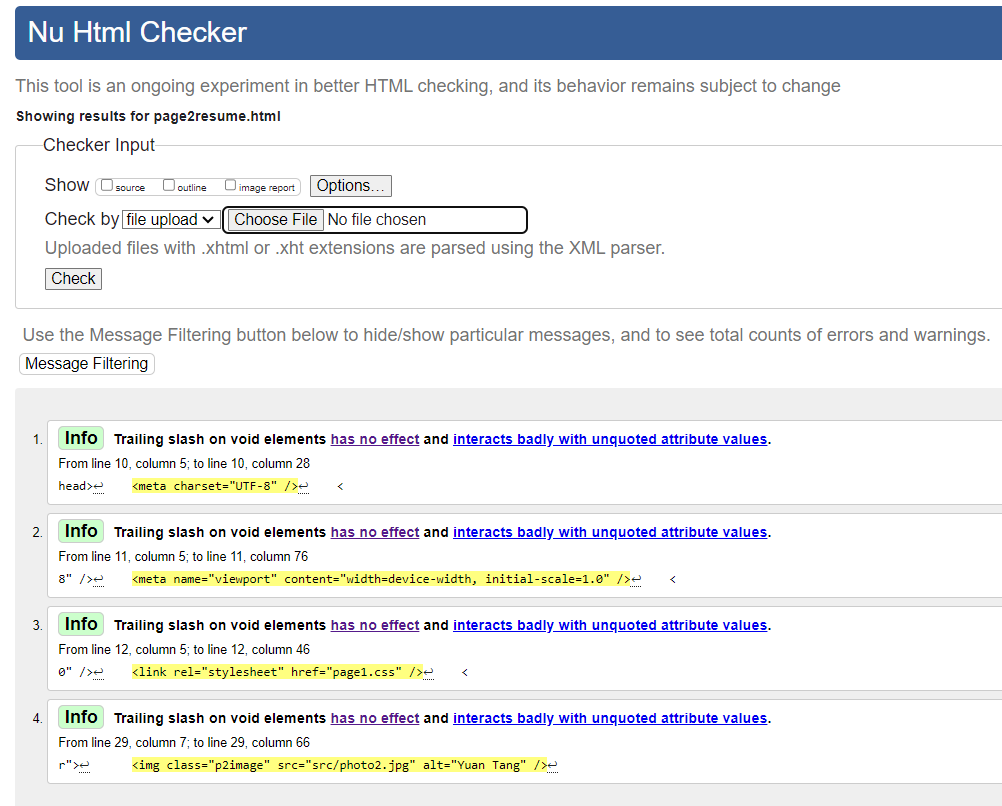 Nu Html Checker
This tool is an ongoing experiment in better HTML checking, and its behavior remains subject to change
Showing results for page2resume.html
Checker Input
Show source outline image report Options...
Check by file upload Choose File No file chosen
Uploaded files with .xhtml or .xht extensions are parsed using the XML parser.
Check
Use the Message Filtering button below to hide/show particular messages, and to see total counts of errors and warnings.
Message Filtering
1. Info Trailing slash on void elements has no effect and interacts badly with unquoted attribute values.
From line 10, column 5; to line 10, column 28
head>↩ <meta charset="UTF-8" />↩ <
2. Info Trailing slash on void elements has no effect and interacts badly with unquoted attribute values.
From line 11, column 5; to line 11, column 76
8" />↩ <meta name="viewport" content="width=device-width, initial-scale=1.0" />↩ <
3. Info Trailing slash on void elements has no effect and interacts badly with unquoted attribute values.
From line 12, column 5; to line 12, column 46
0" />↩ <link rel="stylesheet" href="page1.css" />↩ <
4. Info Trailing slash on void elements has no effect and interacts badly with unquoted attribute values.
From line 29, column 7; to line 29, column 66
r">↩ <img class="p2image" src="src/photo2.jpg" alt="Yuan Tang" />↩